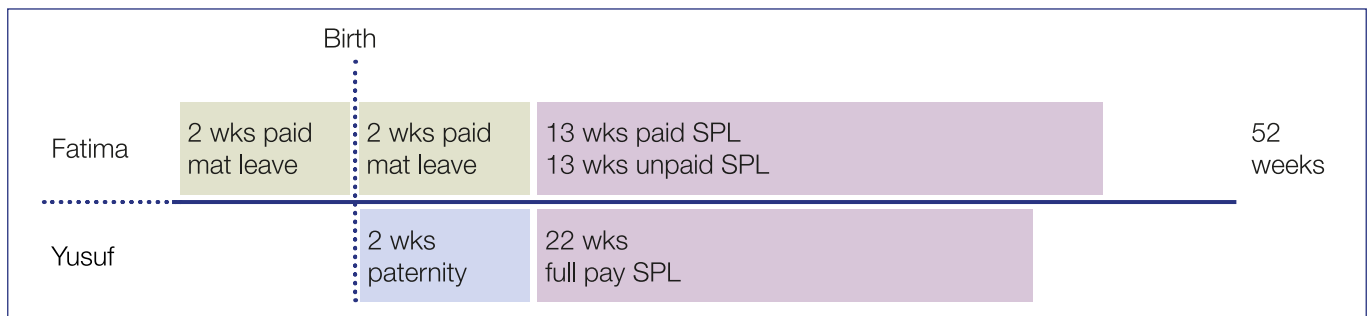 Birth
Fatima
2 wks paid
mat leave
2 wks paid
mat leave
13 wks paid SPL
13 wks unpaid SPL
52
weeks
Yusuf
2 wks
paternity
22 wks
full pay SPL